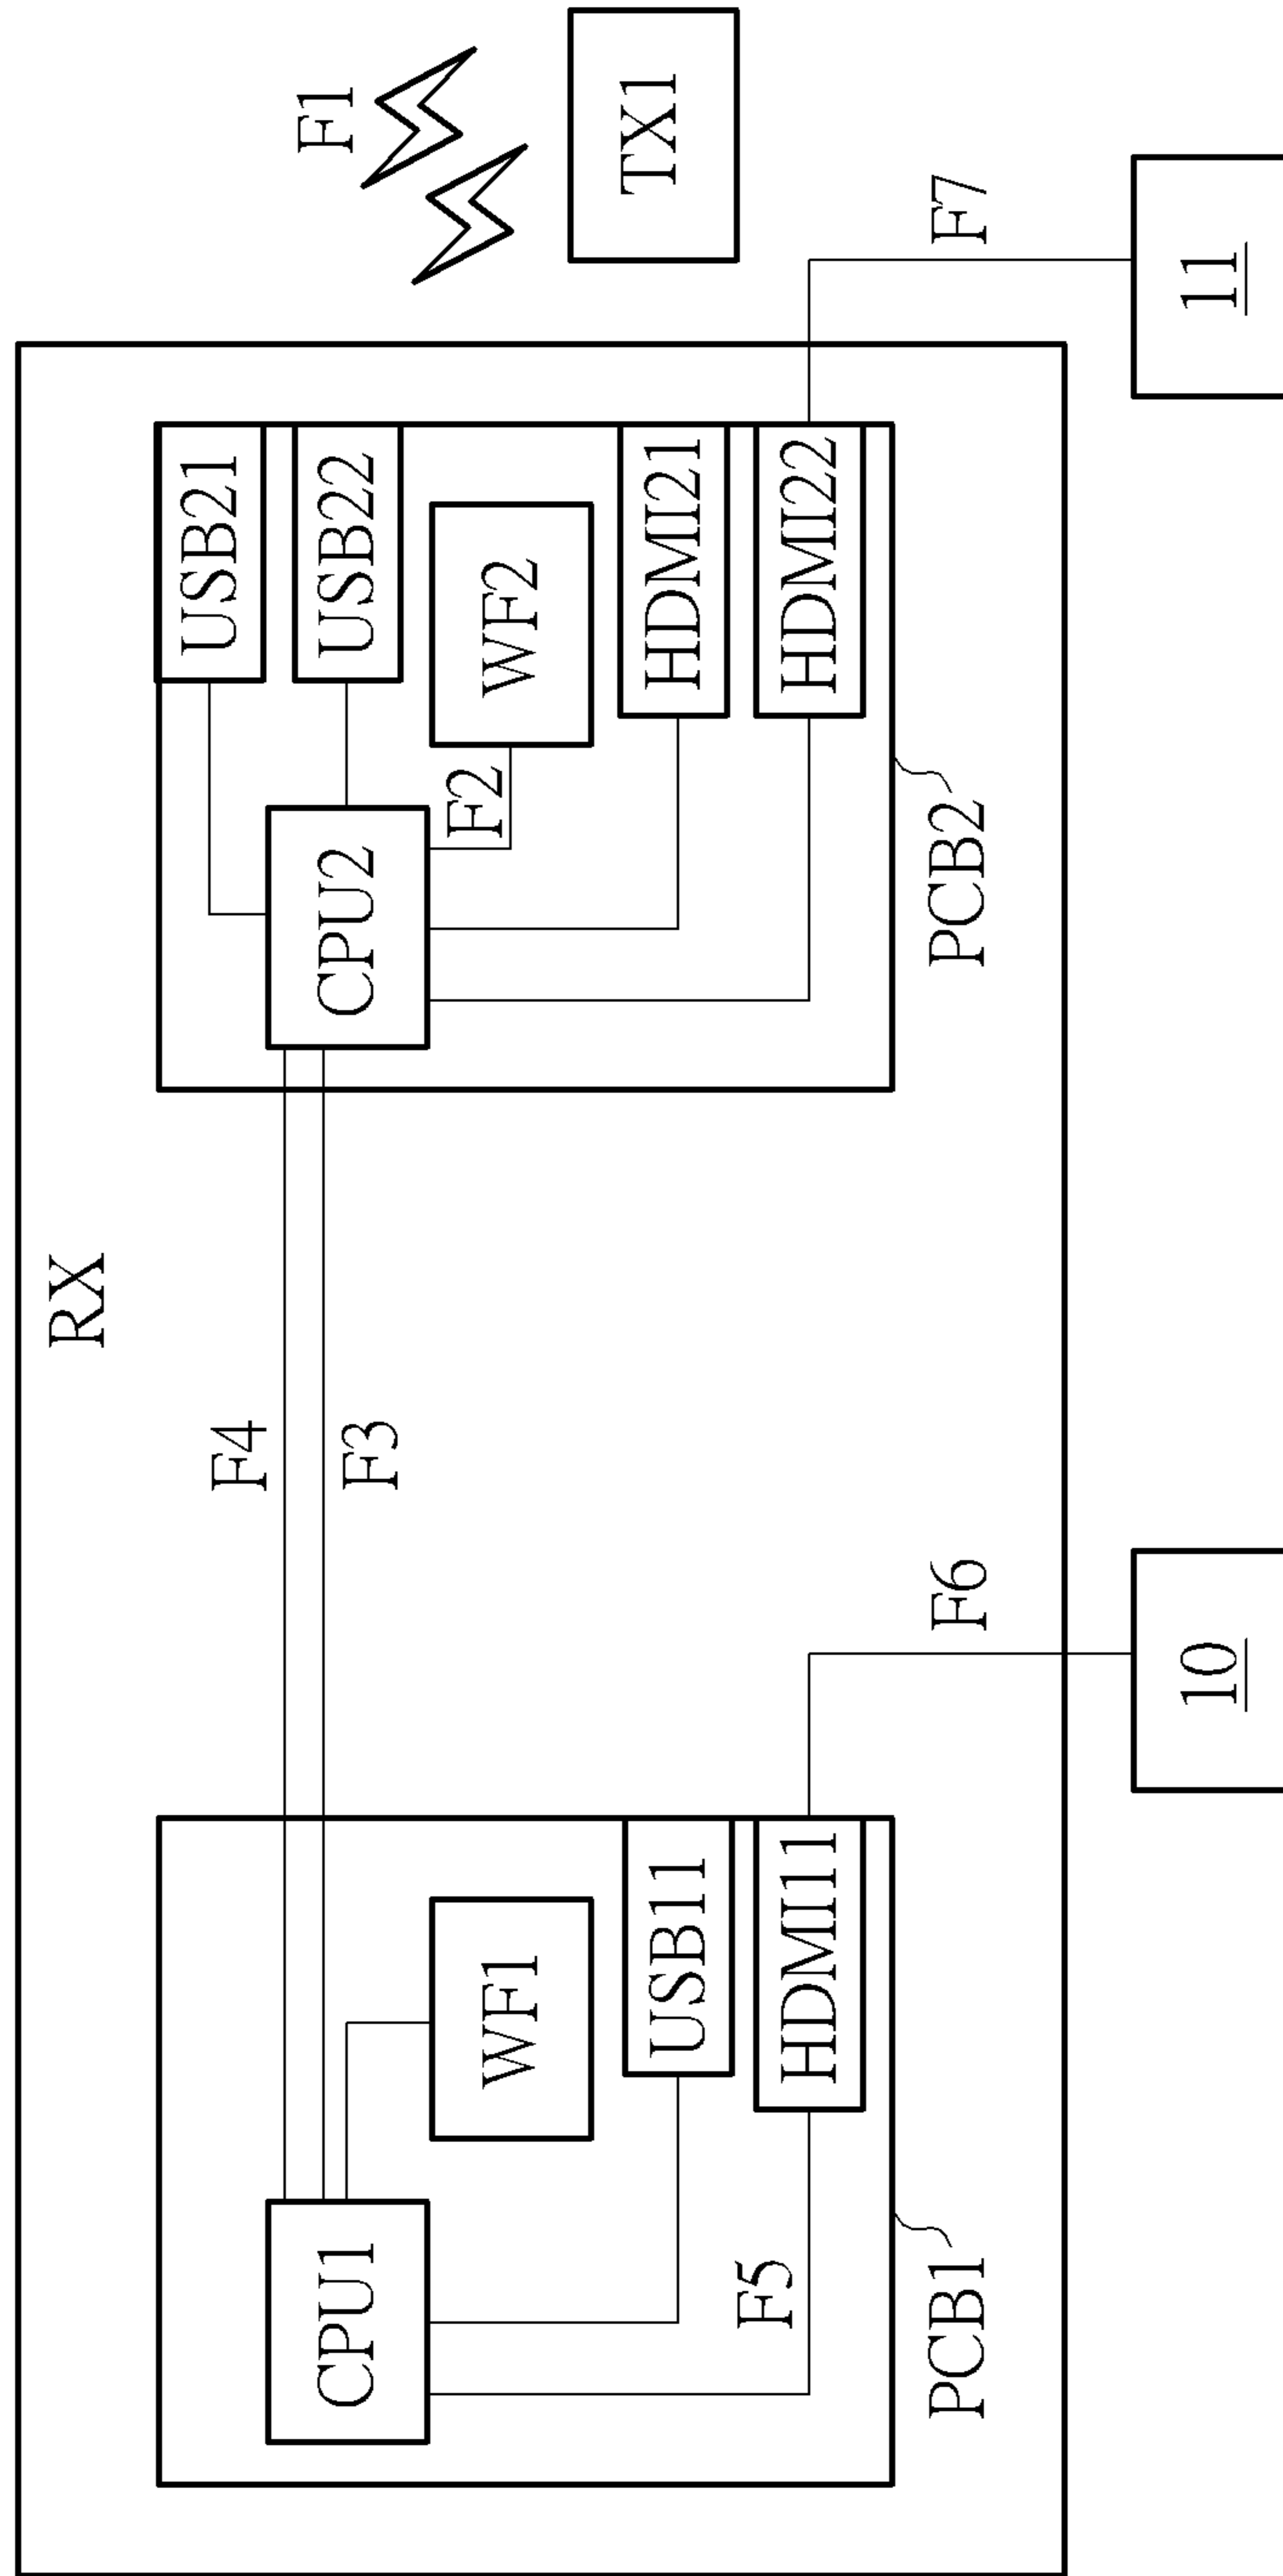 RX
F4
F3
CPU1
WF1
USB11
HDMI11
F5
PCB1
F6
10
CPU2
USB21
USB22
WF2
F2
HDMI21
HDMI22
PCB2
F1
TX1
F7
11